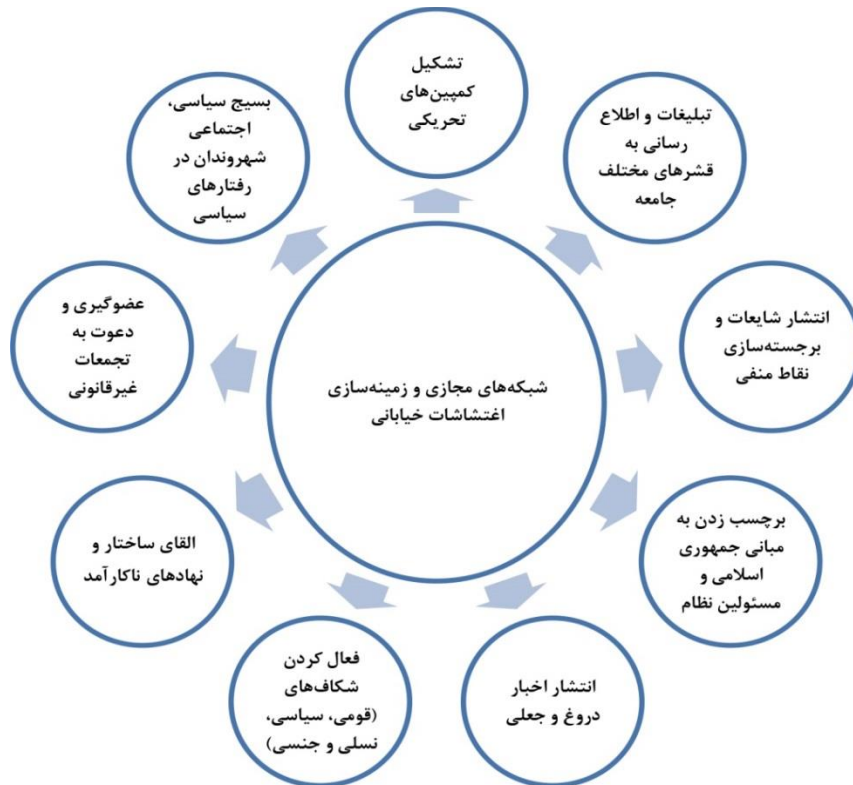 تشکیل
کمپین‌های
تحریکی
تبلیغات و اطلاع
رسانی به
قشرهای مختلف
جامعه
انتشار شایعات و
برجسته‌سازی
نقاط منفی
برچسب زدن به
مبانی جمهوری
اسلامی و
مسئولین نظام
انتشار اخبار
دروغ و جعلی
فعال کردن
شکاف‌های
(قومی، سیاسی،
نسلی و جنسی)
القای ساختار و
نهادهای ناکارآمد
عضوگیری و
دعوت به
تجمعات
غیرقانونی
بسیج سیاسی،
اجتماعی
شهروندان در
رفتارهای
سیاسی
شبکه‌های مجازی و زمینه‌سازی
اغتشاشات خیابانی